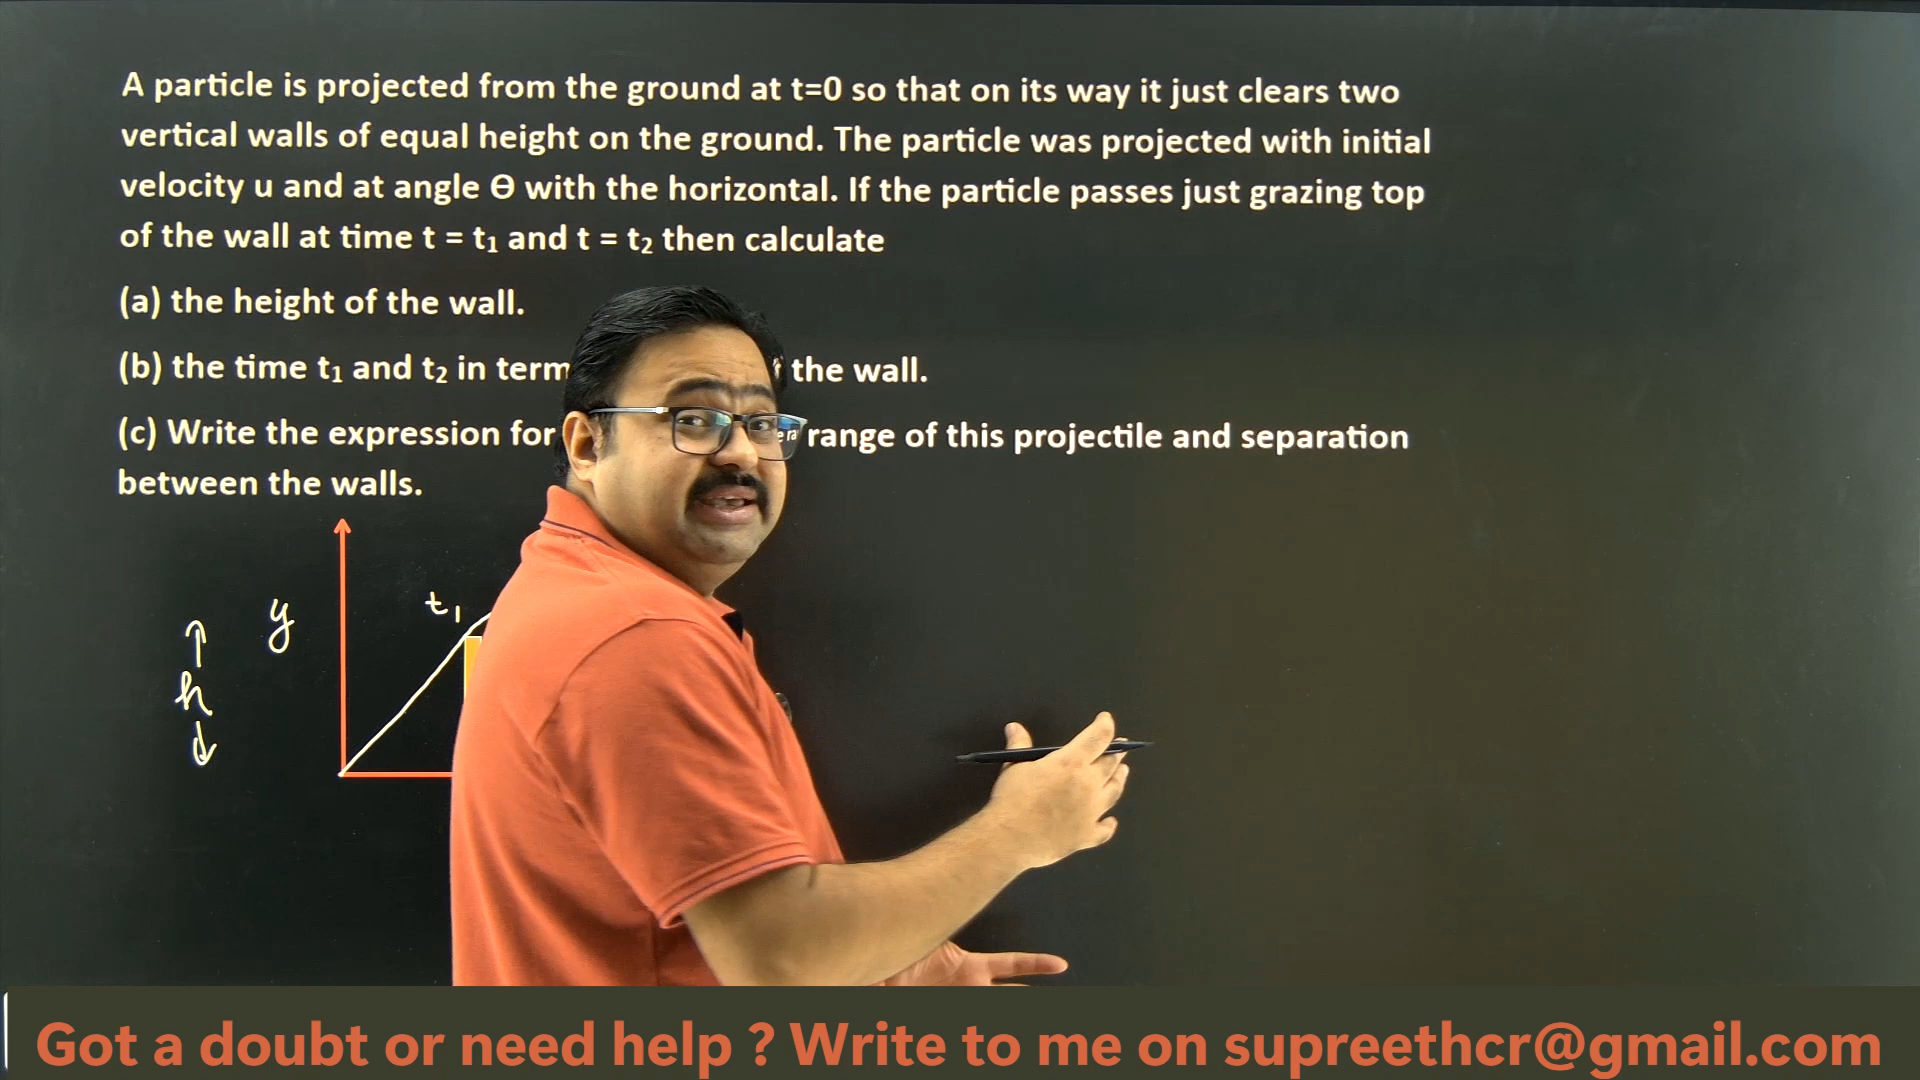 A particle is projected from the ground at t=0 so that on its way it just clears two
vertical walls of equal height on the ground. The particle was projected with initial
velocity u and at angle Ɵ with the horizontal. If the particle passes just grazing top
of the wall at time t = t₁ and t = t₂ then calculate
(a) the height of the wall.
(b) the time t₁ and t₂ in term the wall.
(c) Write the expression for range of this projectile and separation
between the walls.
t₁
y
h
Got a doubt or need help ? Write to me on supreethcr@gmail.com